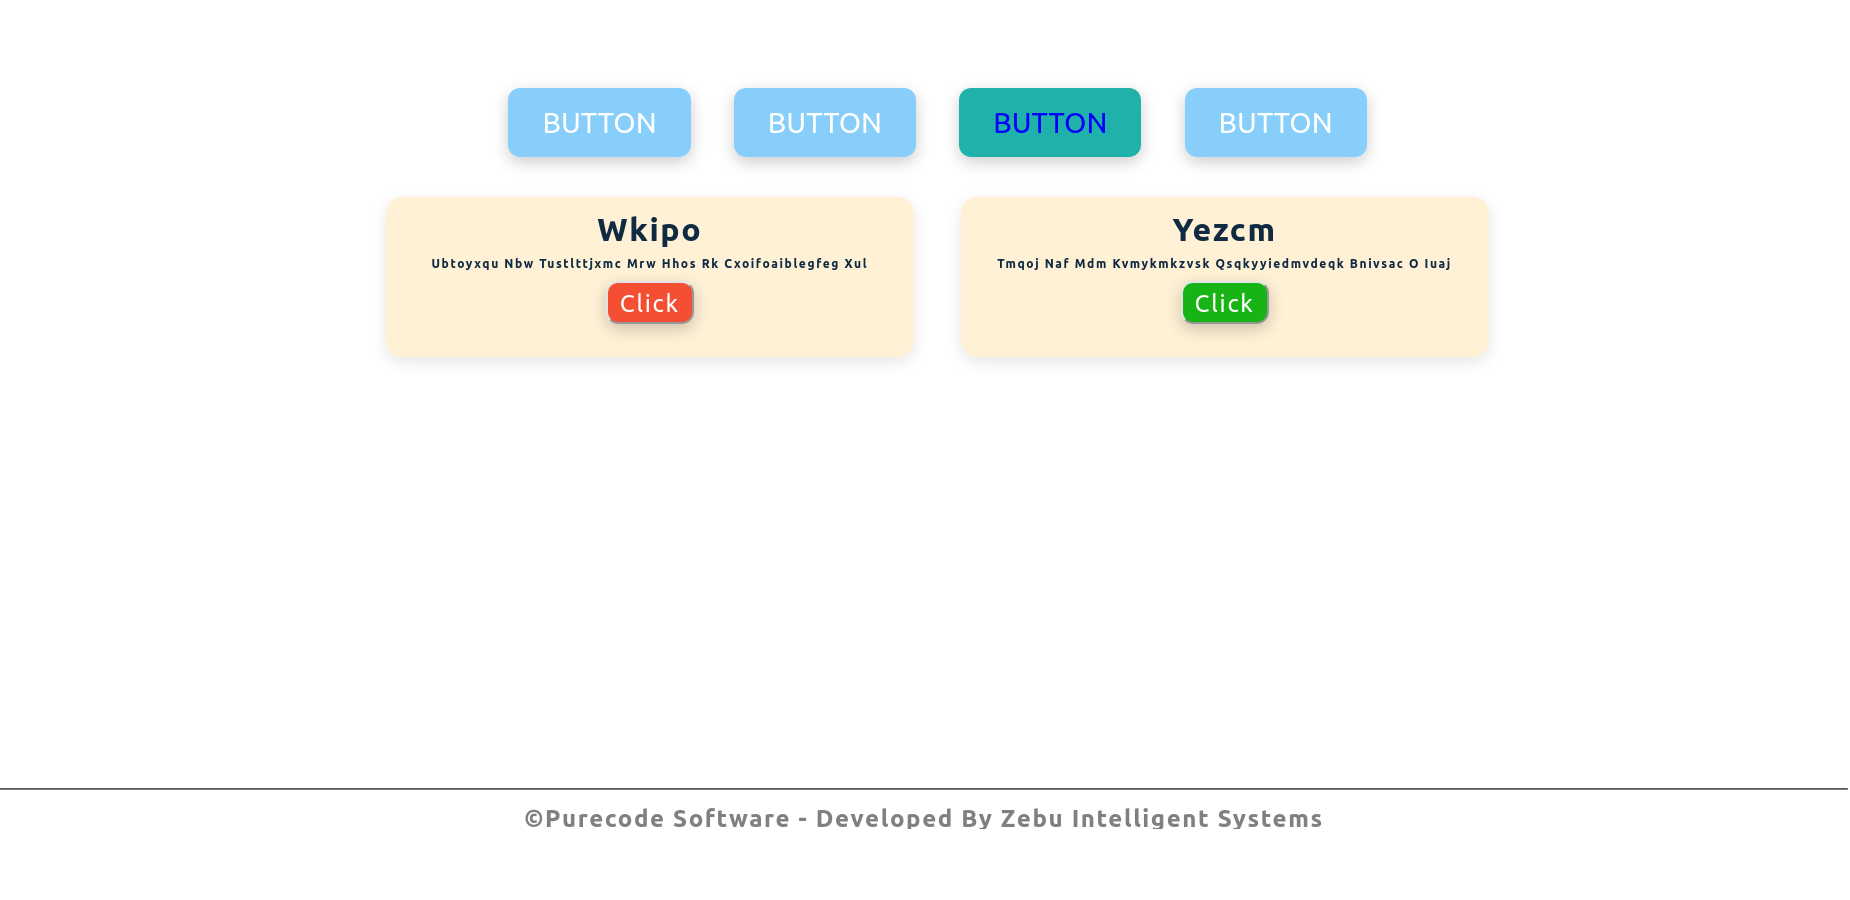 BUTTON BUTTON BUTTON BUTTON
Wkipo
Ubtoyxqu Nbw Tustlttjxmc Mrw Hhos Rk Cxoifoaiblegfeg Xul
Click
Yezcm
Tmqoj Naf Mdm Kvmykmkzvsk Qsqkyyiedmvdeqk Bnivsac O Iuaj
Click
©Purecode Software - Developed By Zebu Intelligent Systems